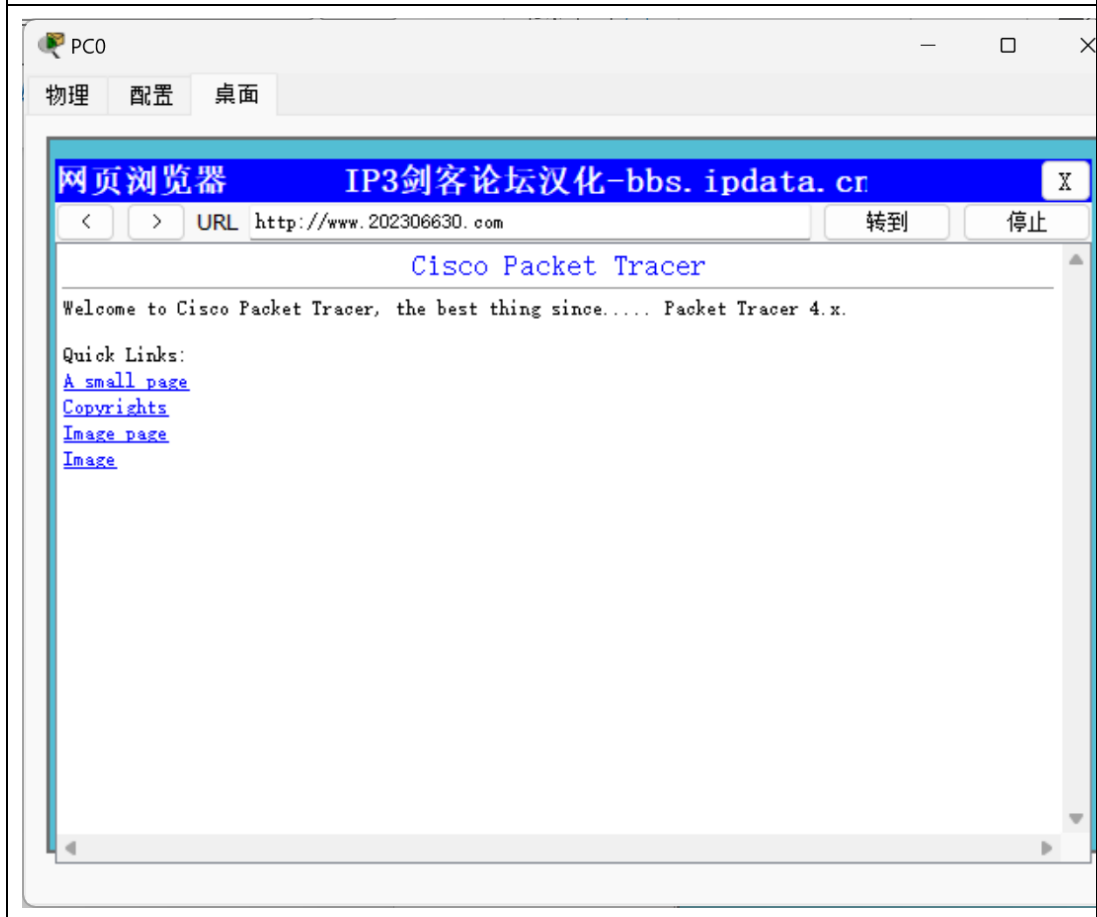 PC0
物理 配置 桌面
网页浏览器 IP3剑客论坛汉化-bbs.ipdata.cn X
< > URL http://www.202306630.com 转到 停止
Cisco Packet Tracer
Welcome to Cisco Packet Tracer, the best thing since..... Packet Tracer 4.x.
Quick Links:
A small page
Copyrights
Image page
Image